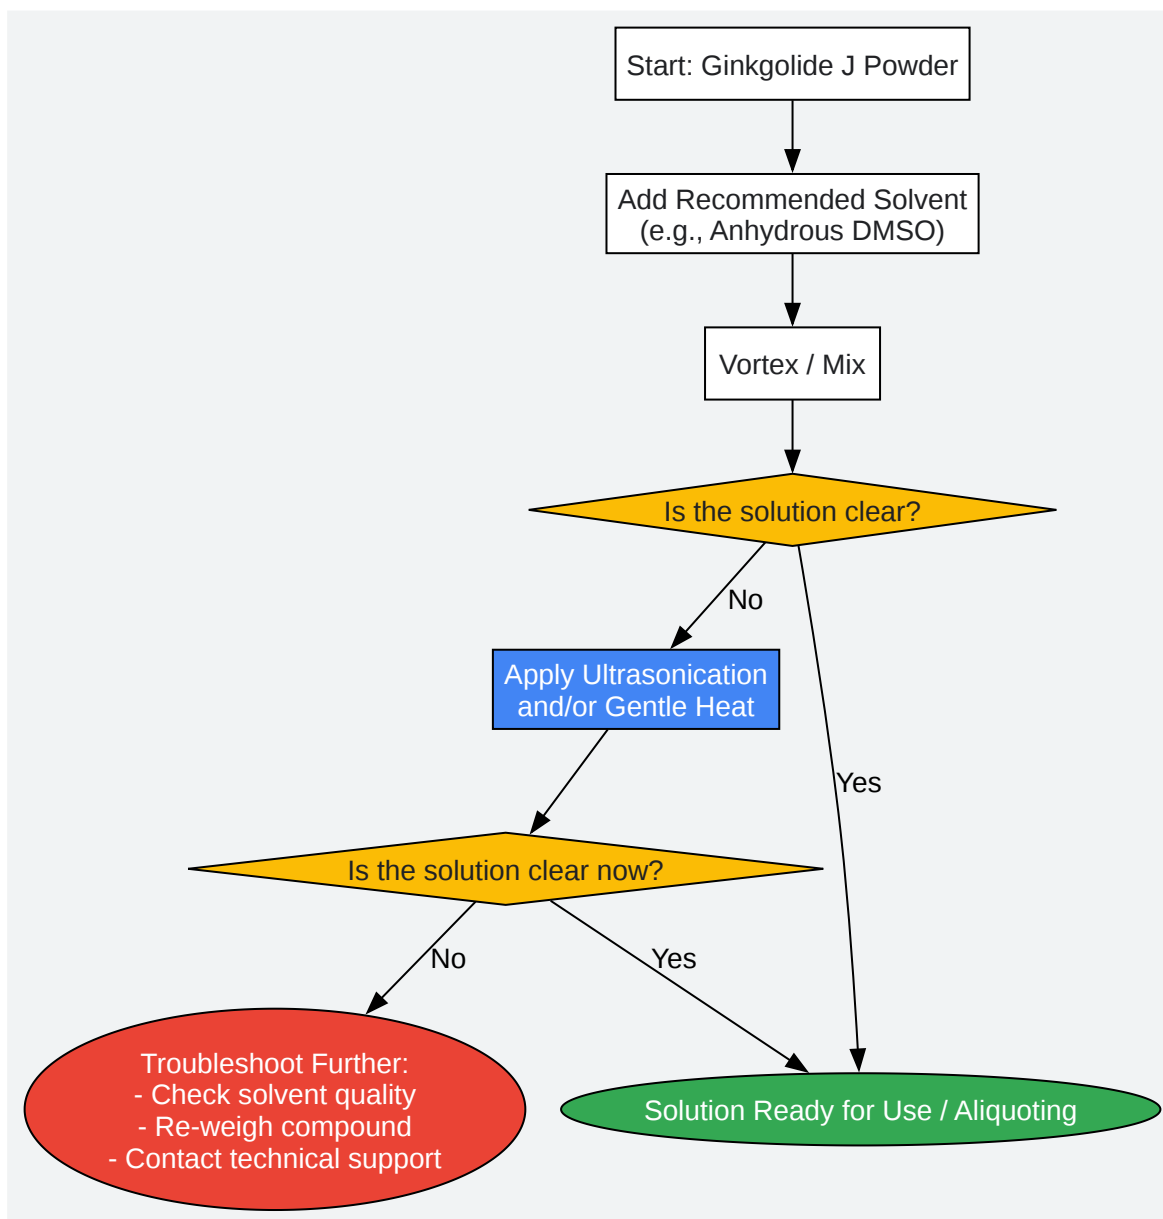 Start: Ginkgolide J Powder
Add Recommended Solvent
(e.g., Anhydrous DMSO)
Vortex / Mix
Is the solution clear?
No
Apply Ultrasonication
and/or Gentle Heat
Yes
Is the solution clear now?
No
Yes
Troubleshoot Further:
- Check solvent quality
- Re-weigh compound
- Contact technical support
Solution Ready for Use / Aliquoting